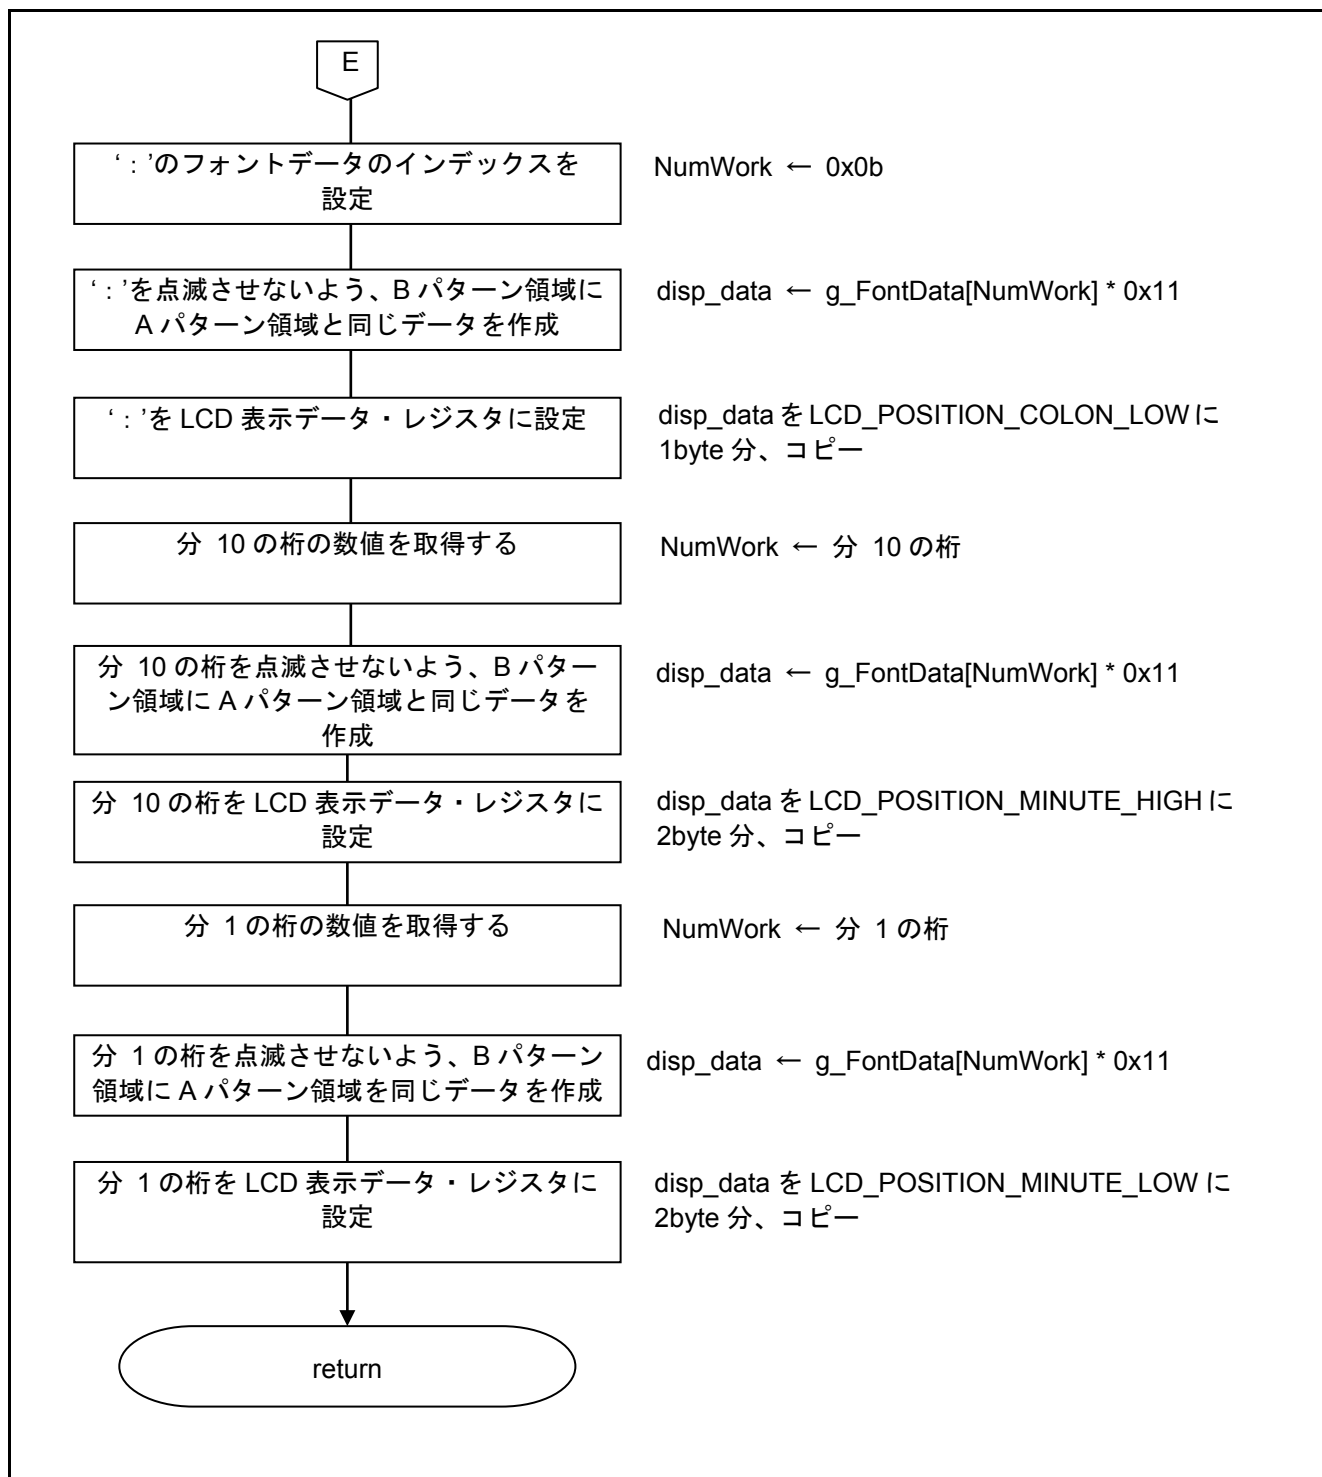 E
‘ : ’のフォントデータのインデックスを
設定
NumWork ← 0x0b
‘ : ’を点滅させないよう、B パターン領域に
A パターン領域と同じデータを作成
disp_data ← g_FontData[NumWork] * 0x11
‘ : ’を LCD 表示データ・レジスタに設定
disp_data を LCD_POSITION_COLON_LOW に
1byte 分、コピー
分 10 の桁の数値を取得する
NumWork ← 分 10 の桁
分 10 の桁を点滅させないよう、B パター
ン領域に A パターン領域と同じデータを
作成
disp_data ← g_FontData[NumWork] * 0x11
分 10 の桁を LCD 表示データ・レジスタに
設定
disp_data を LCD_POSITION_MINUTE_HIGH に
2byte 分、コピー
分 1 の桁の数値を取得する
NumWork ← 分 1 の桁
分 1 の桁を点滅させないよう、B パターン
領域に A パターン領域を同じデータを作成
disp_data ← g_FontData[NumWork] * 0x11
分 1 の桁を LCD 表示データ・レジスタに
設定
disp_data を LCD_POSITION_MINUTE_LOW に
2byte 分、コピー
return